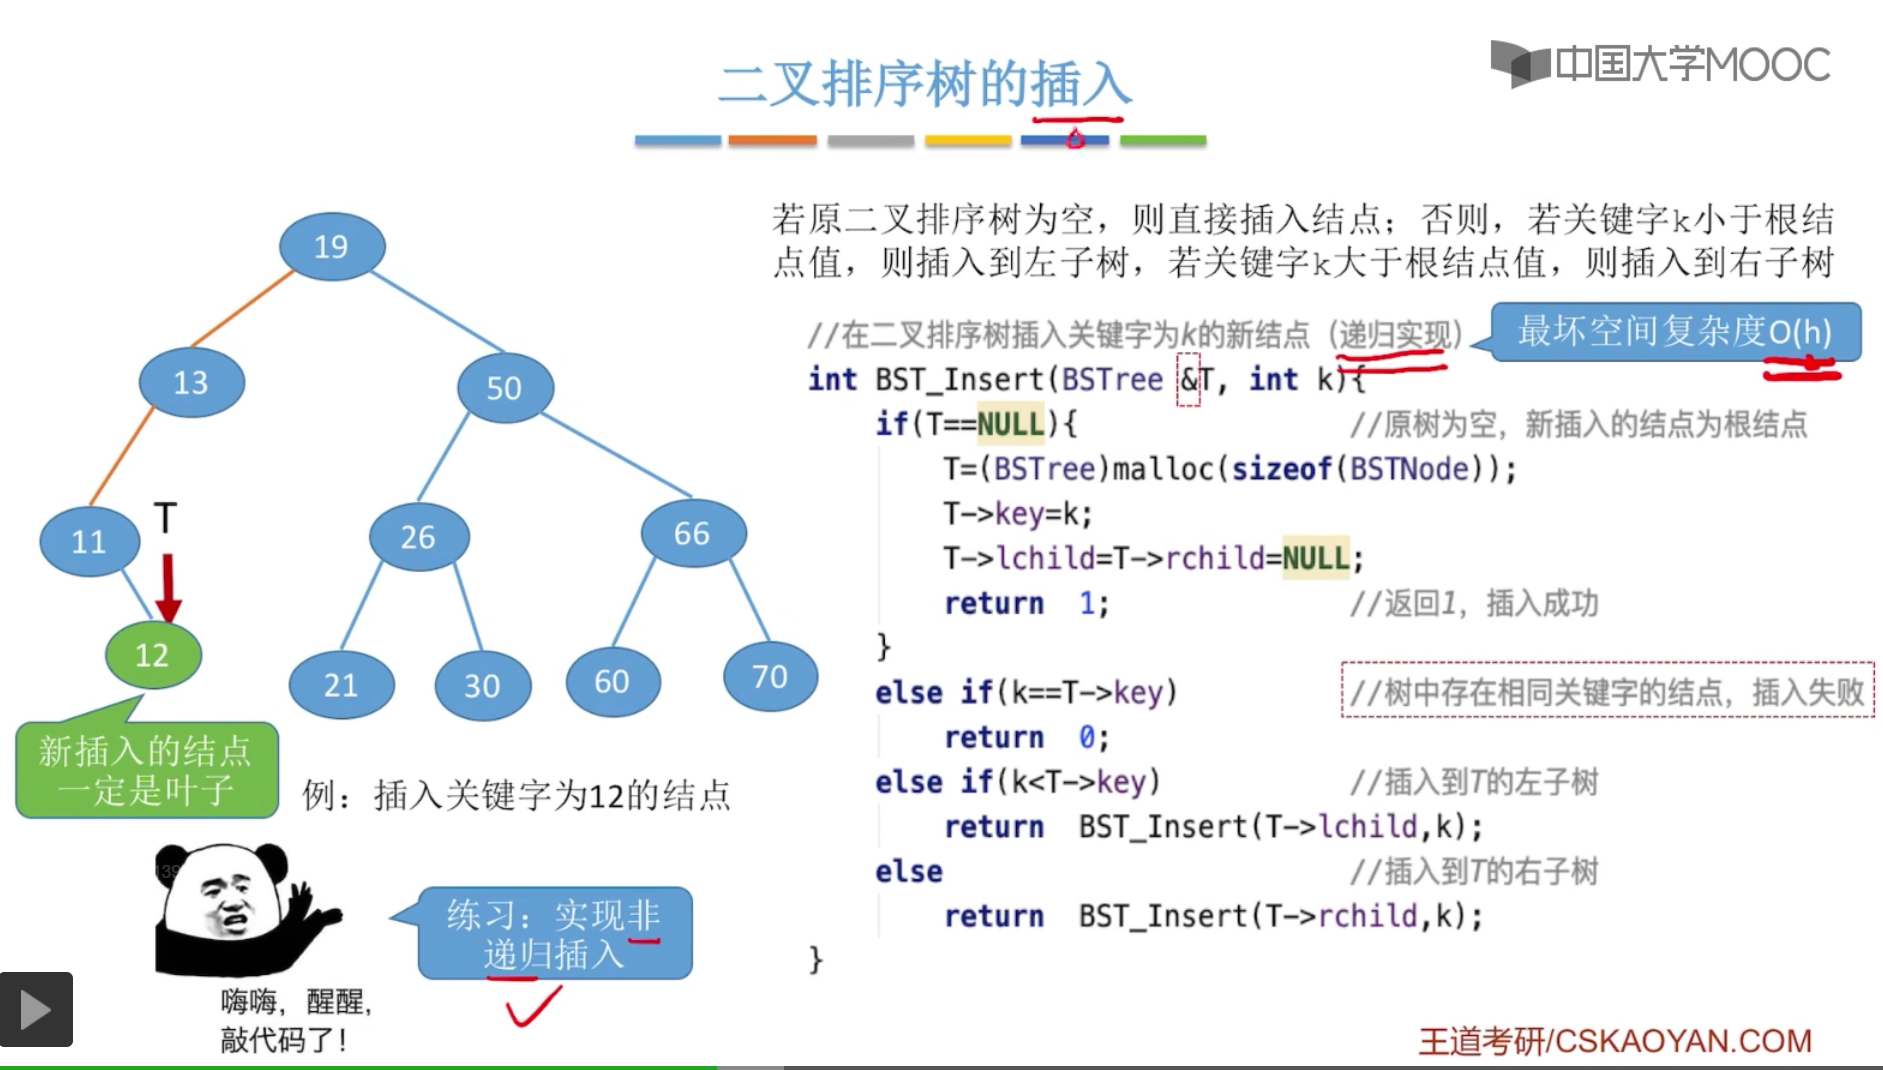 中国大学MOOC
二叉排序树的插入
若原二叉排序树为空，则直接插入结点；否则，若关键字k小于根结
点值，则插入到左子树，若关键字k大于根结点值，则插入到右子树
19
13
50
11
T
26
66
12
21
30
60
70
新插入的结点
一定是叶子
例：插入关键字为12的结点
练习：实现非
递归插入
嗨嗨，醒醒，
敲代码了！
//在二叉排序树插入关键字为k的新结点（递归实现）
最坏空间复杂度O(h)
int BST_Insert(BSTree &T, int k){
if(T==NULL){ //原树为空，新插入的结点为根结点
T=(BSTree)malloc(sizeof(BSTNode));
T->key=k;
T->lchild=T->rchild=NULL;
return 1; //返回1，插入成功
}
else if(k==T->key) //树中存在相同关键字的结点，插入失败
return 0;
else if(k<T->key) //插入到T的左子树
return BST_Insert(T->lchild,k);
else //插入到T的右子树
return BST_Insert(T->rchild,k);
}
王道考研/CSKAOYAN.COM